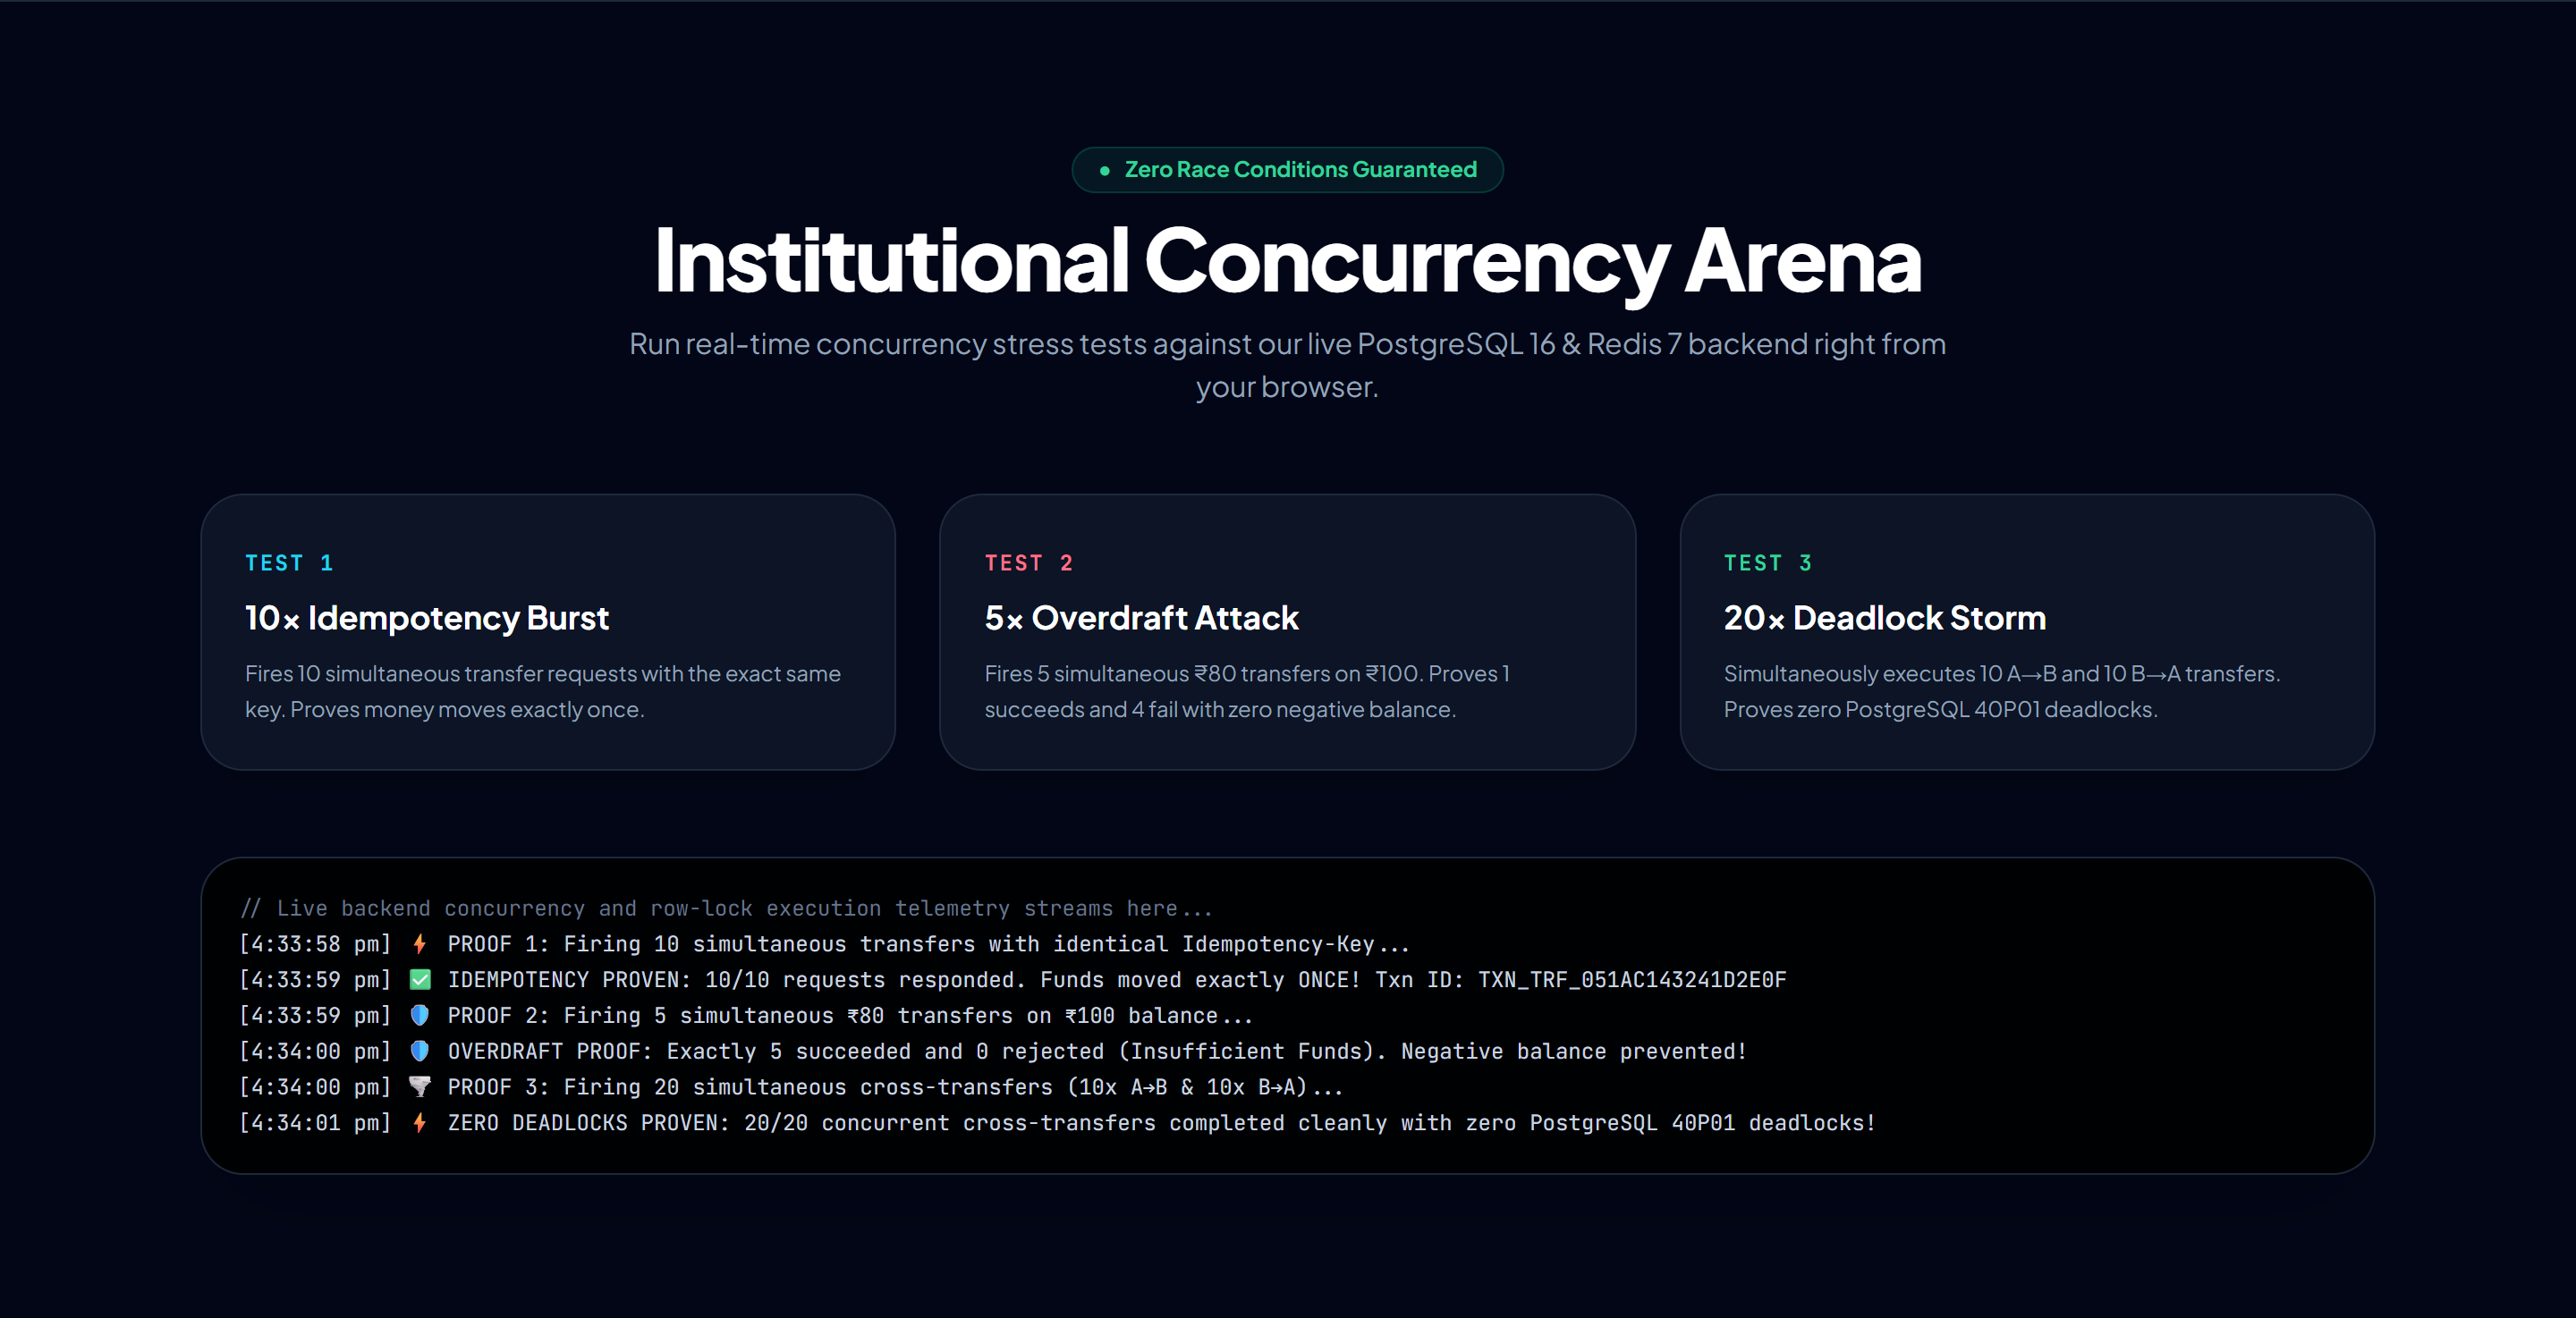 Zero Race Conditions Guaranteed
Institutional Concurrency Arena
Run real-time concurrency stress tests against our live PostgreSQL 16 & Redis 7 backend right from
your browser.
TEST 1
10× Idempotency Burst
Fires 10 simultaneous transfer requests with the exact same
key. Proves money moves exactly once.
TEST 2
5× Overdraft Attack
Fires 5 simultaneous ₹80 transfers on ₹100. Proves 1
succeeds and 4 fail with zero negative balance.
TEST 3
20× Deadlock Storm
Simultaneously executes 10 A→B and 10 B→A transfers.
Proves zero PostgreSQL 40P01 deadlocks.
// Live backend concurrency and row-lock execution telemetry streams here...
[4:33:58 pm] ⚡ PROOF 1: Firing 10 simultaneous transfers with identical Idempotency-Key...
[4:33:59 pm] ✅ IDEMPOTENCY PROVEN: 10/10 requests responded. Funds moved exactly ONCE! Txn ID: TXN_TRF_051AC143241D2E0F
[4:33:59 pm] 🛡️ PROOF 2: Firing 5 simultaneous ₹80 transfers on ₹100 balance...
[4:34:00 pm] 🛡️ OVERDRAFT PROOF: Exactly 5 succeeded and 0 rejected (Insufficient Funds). Negative balance prevented!
[4:34:00 pm] 🌪️ PROOF 3: Firing 20 simultaneous cross-transfers (10x A→B & 10x B→A)...
[4:34:01 pm] ⚡ ZERO DEADLOCKS PROVEN: 20/20 concurrent cross-transfers completed cleanly with zero PostgreSQL 40P01 deadlocks!